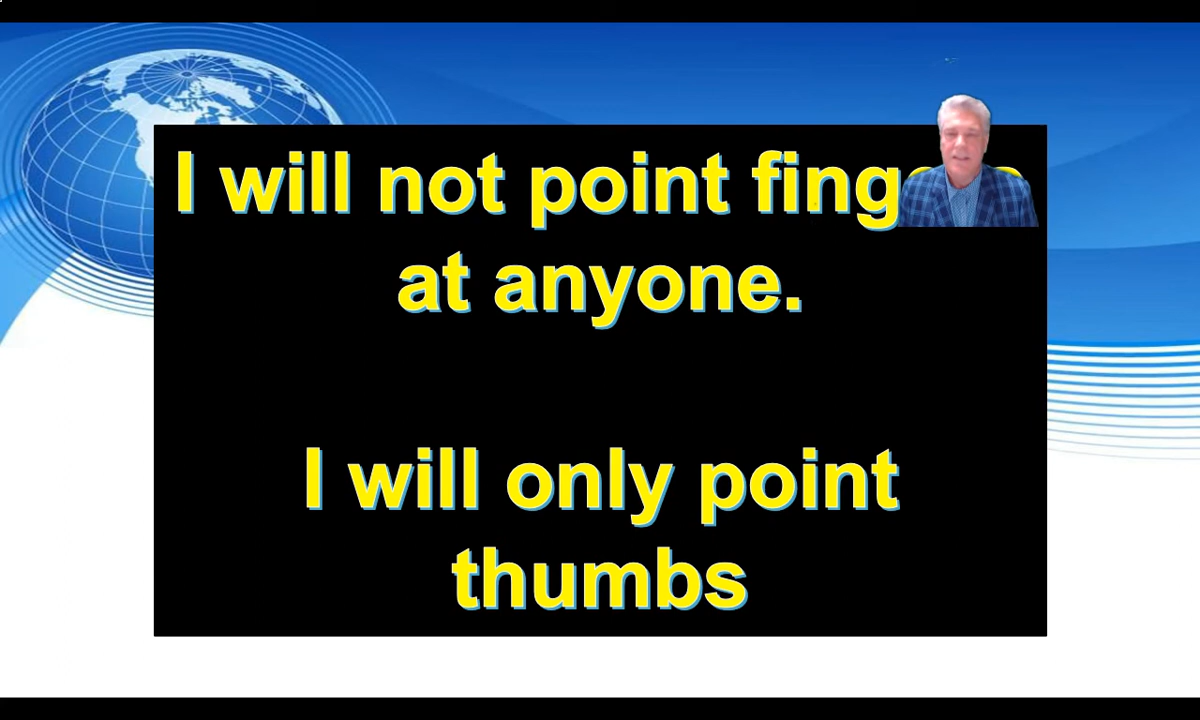 I will not point
at anyone.
I will only point
thumbs